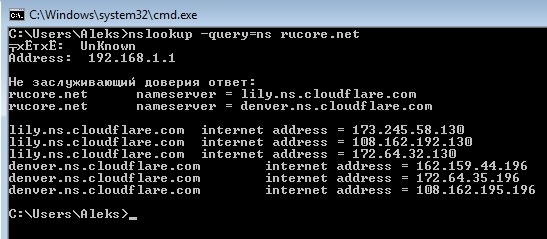 C:\Windows\system32\cmd.exe
C:\Users\Aleks>nslookup -query=ns rucore.net
╤хЁтхЁ:  UnKnown
Address:  192.168.1.1
Не заслуживающий доверия ответ:
rucore.net      nameserver = lily.ns.cloudflare.com
rucore.net      nameserver = denver.ns.cloudflare.com
lily.ns.cloudflare.com  internet address = 173.245.58.130
lily.ns.cloudflare.com  internet address = 108.162.192.130
lily.ns.cloudflare.com  internet address = 172.64.32.130
denver.ns.cloudflare.com        internet address = 162.159.44.196
denver.ns.cloudflare.com        internet address = 172.64.35.196
denver.ns.cloudflare.com        internet address = 108.162.195.196
C:\Users\Aleks>_